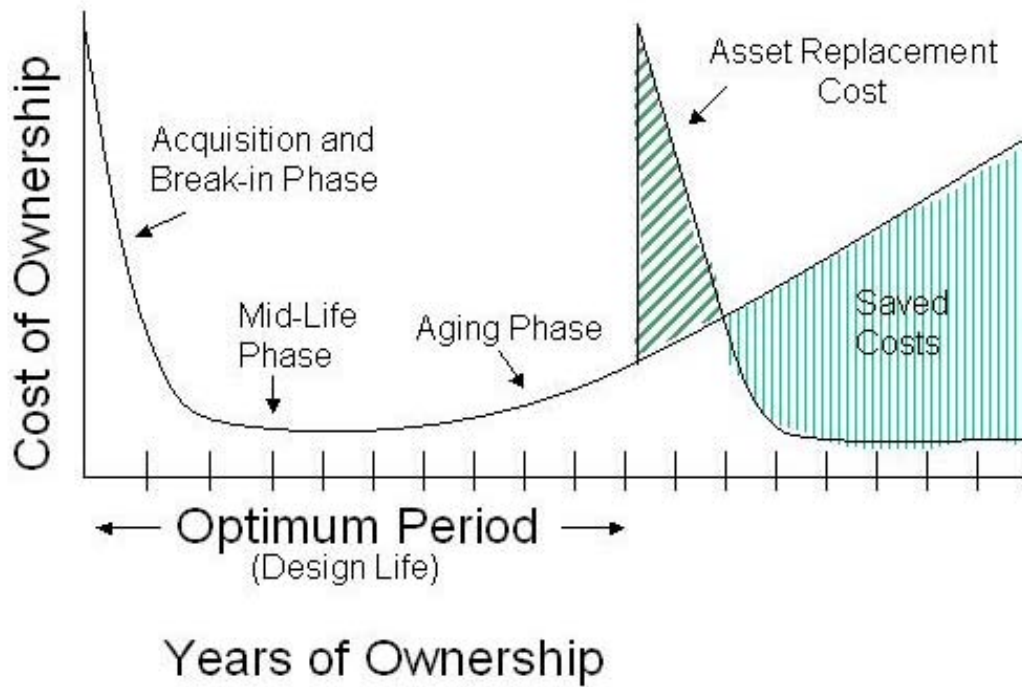 Cost of Ownership
Acquisition and
Break-in Phase
Mid-Life
Phase
Aging Phase
Asset Replacement
Cost
Saved
Costs
Optimum Period
(Design Life)
Years of Ownership